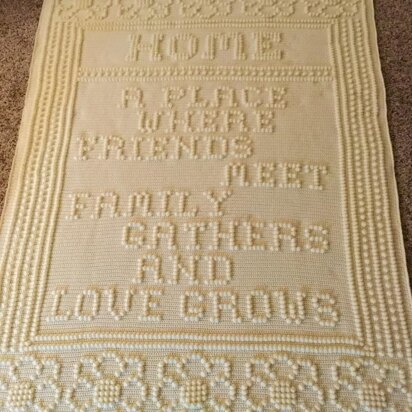 HOME
A PLACE
WHERE
FRIENDS
MEET
FAMILY
GATHERS
AND
LOVE GROWS